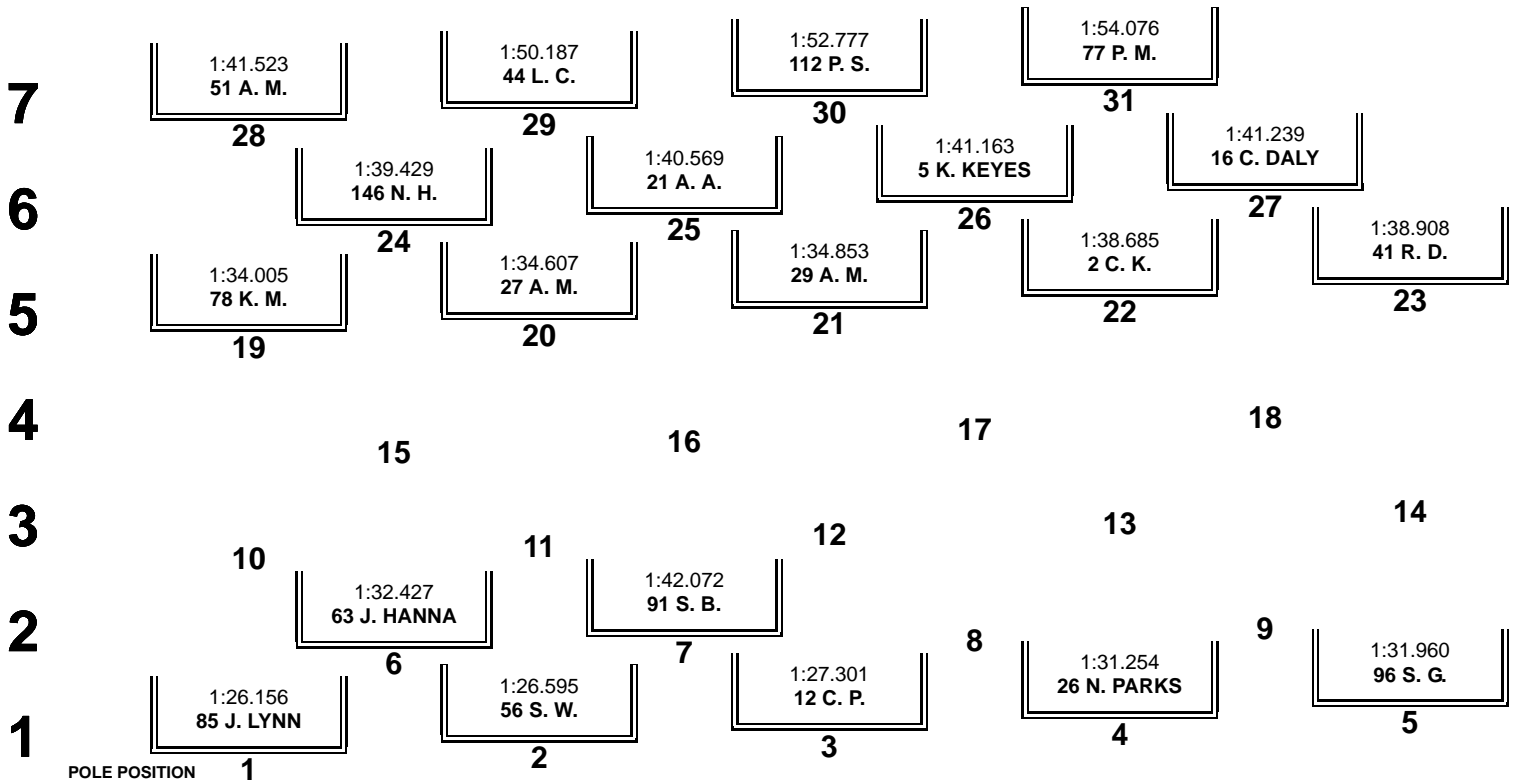 7
1:41.523
51 A. M.
28
1:50.187
44 L. C.
29
1:52.777
112 P. S.
30
1:54.076
77 P. M.
31
6
1:39.429
146 N. H.
24
1:40.569
21 A. A.
25
1:41.163
5 K. KEYES
26
1:41.239
16 C. DALY
27
5
1:34.005
78 K. M.
19
1:34.607
27 A. M.
20
1:34.853
29 A. M.
21
1:38.685
2 C. K.
22
1:38.908
41 R. D.
23
4
15
16
17
18
3
10
11
12
13
14
2
1:32.427
63 J. HANNA
6
1:42.072
91 S. B.
7
8
9
1
1:26.156
85 J. LYNN
POLE POSITION 1
1:26.595
56 S. W.
2
1:27.301
12 C. P.
3
1:31.254
26 N. PARKS
4
1:31.960
96 S. G.
5